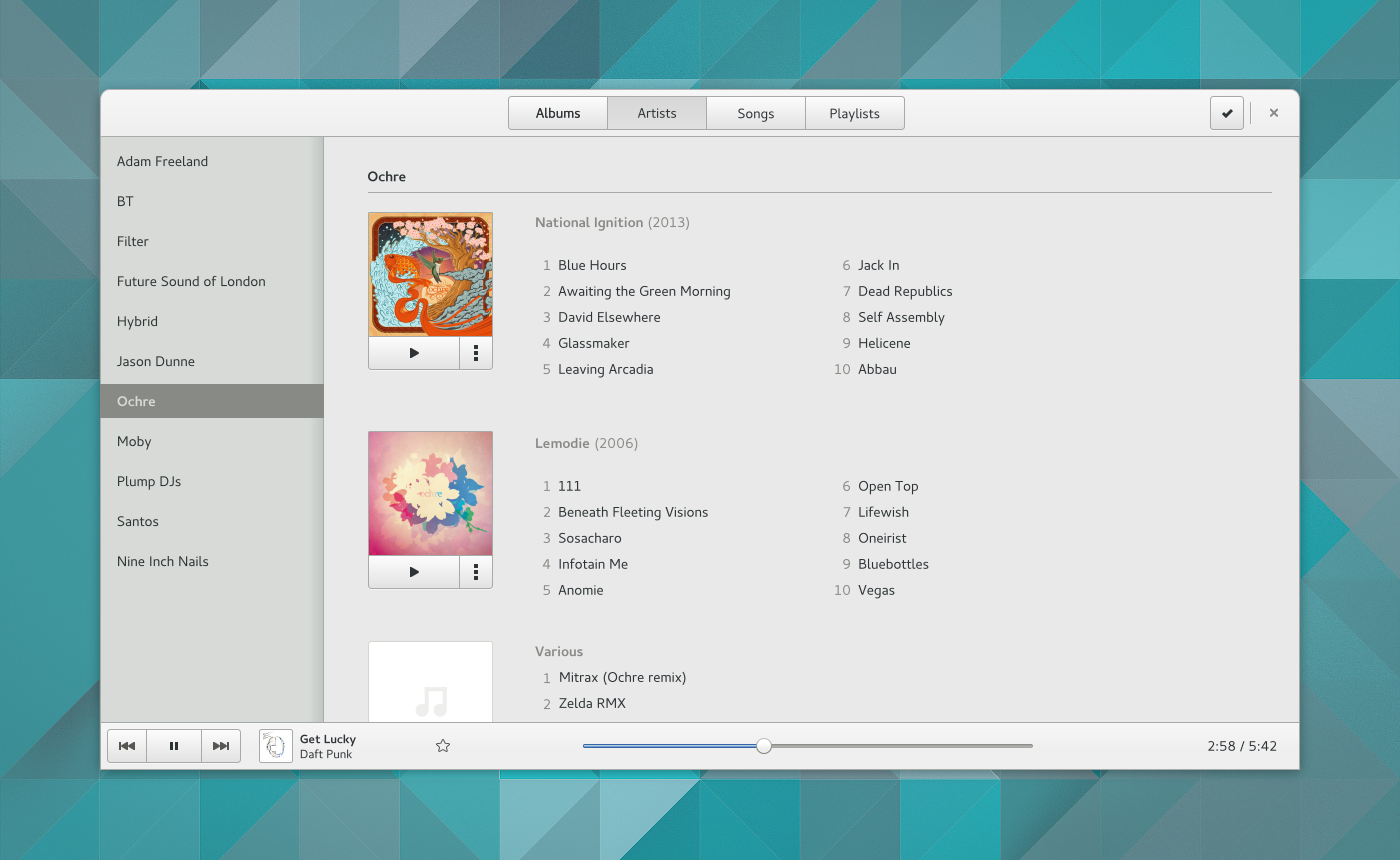 Albums Artists Songs Playlists
Adam Freeland
BT
Filter
Future Sound of London
Hybrid
Jason Dunne
Ochre
Moby
Plump DJs
Santos
Nine Inch Nails
Ochre
National Ignition (2013)
1 Blue Hours
2 Awaiting the Green Morning
3 David Elsewhere
4 Glassmaker
5 Leaving Arcadia
6 Jack In
7 Dead Republics
8 Self Assembly
9 Helicene
10 Abbau
ochre
Lemodie (2006)
1 111
2 Beneath Fleeting Visions
3 Sosacharo
4 Infotain Me
5 Anomie
6 Open Top
7 Lifewish
8 Oneirist
9 Bluebottles
10 Vegas
Various
1 Mitrax (Ochre remix)
2 Zelda RMX
Get Lucky
Daft Punk
2:58 / 5:42